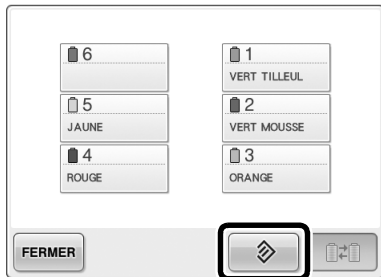 6
1
VERT TILLEUL
5
JAUNE
2
VERT MOUSSE
4
ROUGE
3
ORANGE
FERMER